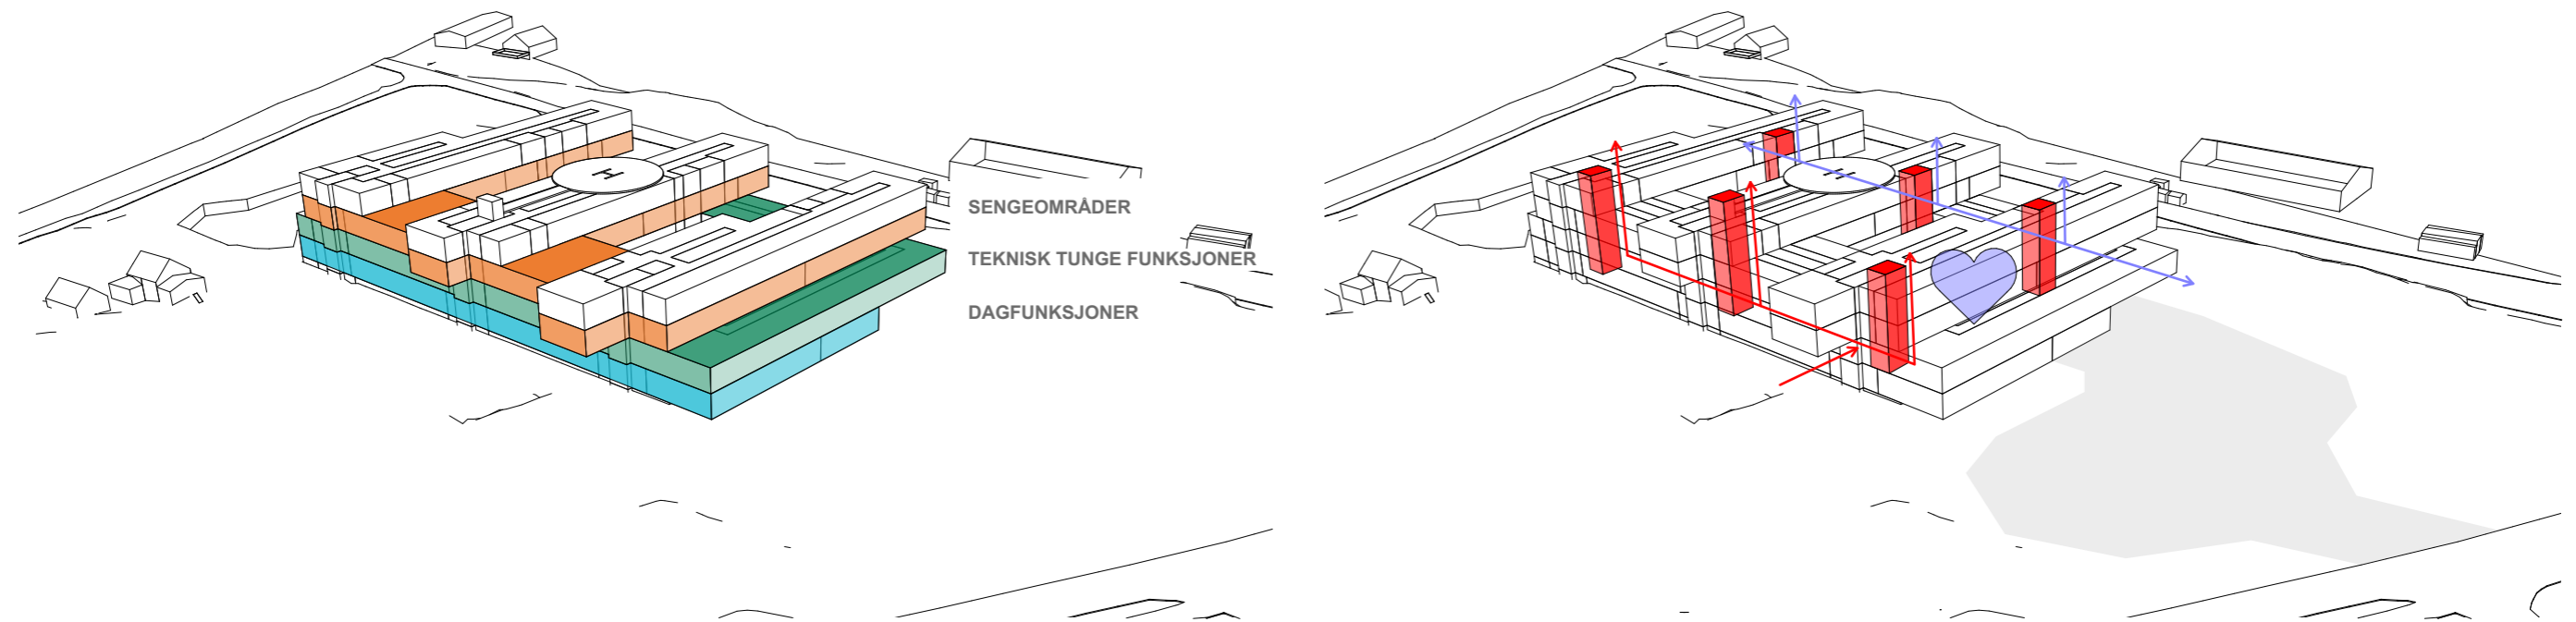 H
SENGEOMRÅDER
TEKNISK TUNGE FUNKSJONER
DAGFUNKSJONER
H